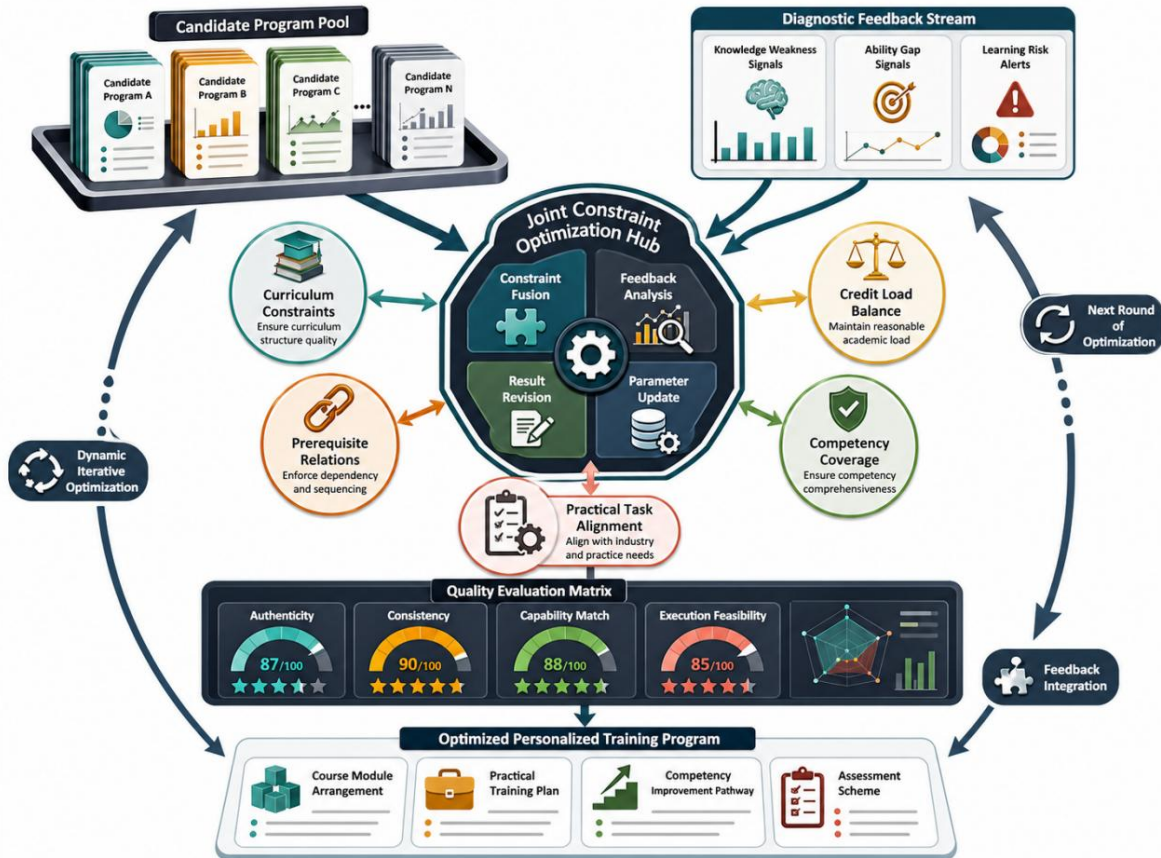 Candidate Program Pool
Candidate
Program A
Candidate
Program B
Candidate
Program C
Candidate
Program N
Diagnostic Feedback Stream
Knowledge Weakness
Signals
Ability Gap
Signals
Learning Risk
Alerts
Joint Constraint
Optimization Hub
Constraint
Fusion
Feedback
Analysis
Result
Revision
Parameter
Update
Curriculum
Constraints
Ensure curriculum
structure quality
Credit Load
Balance
Maintain reasonable
academic load
Next Round
of
Optimization
Prerequisite
Relations
Enforce dependency
and sequencing
Competency
Coverage
Ensure competency
comprehensiveness
Dynamic
Iterative
Optimization
Practical Task
Alignment
Align with industry
and practice needs
Quality Evaluation Matrix
Authenticity
87/100
Consistency
90/100
Capability Match
88/100
Execution Feasibility
85/100
Feedback
Integration
Optimized Personalized Training Program
Course Module
Arrangement
Practical
Training Plan
Competency
Improvement Pathway
Assessment
Scheme